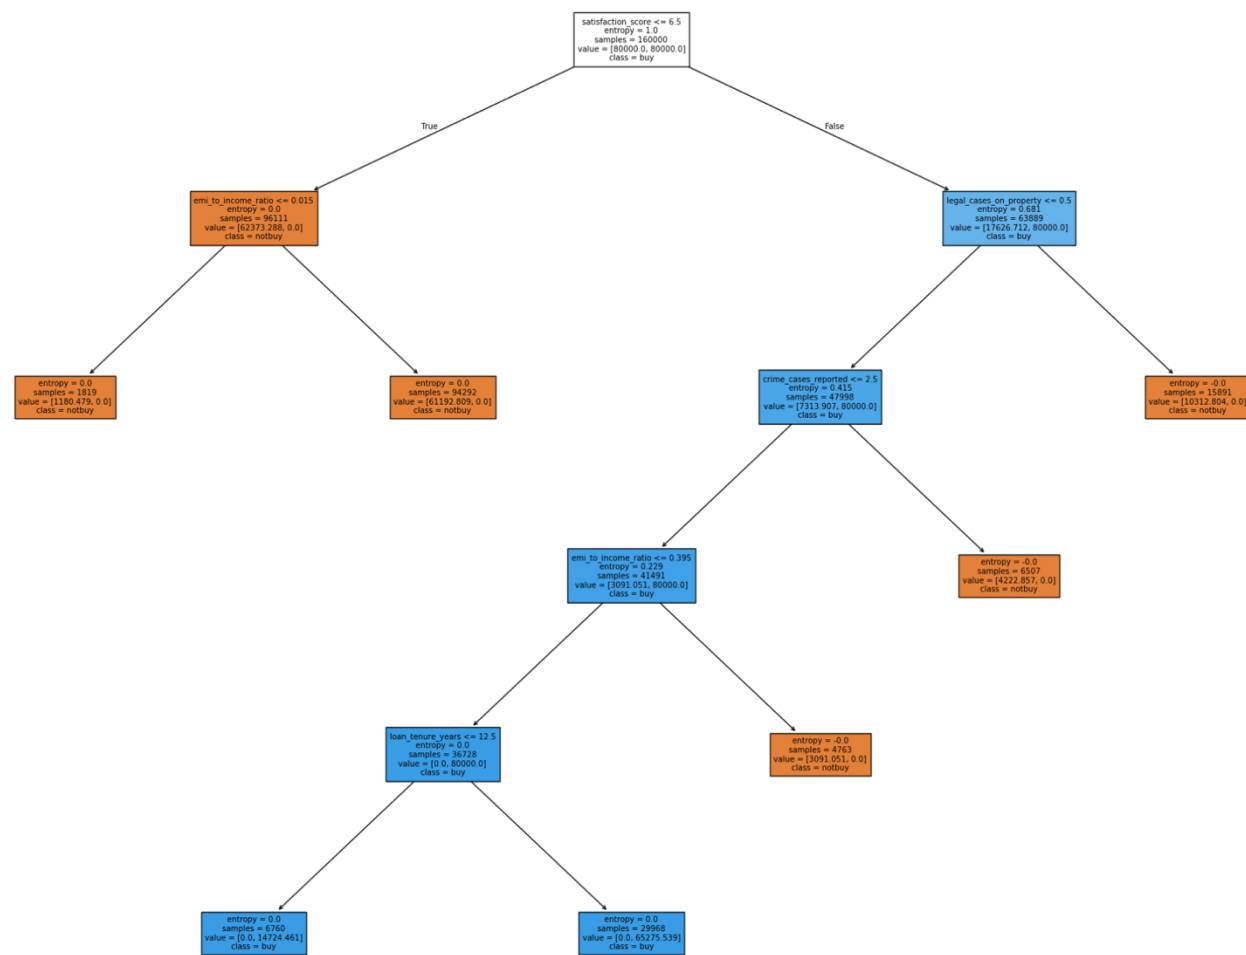 satisfaction_score <= 6.5
entropy = 1.0
samples = 160000
value = [80000.0, 80000.0]
class = buy
True
False
emi_to_income_ratio <= 0.015
entropy = 0.0
samples = 96111
value = [62373.288, 0.0]
class = notbuy
legal_cases_on_property <= 0.5
entropy = 0.681
samples = 63889
value = [17626.712, 80000.0]
class = buy
entropy = 0.0
samples = 1819
value = [1180.479, 0.0]
class = notbuy
entropy = 0.0
samples = 94292
value = [61192.809, 0.0]
class = notbuy
crime_cases_reported <= 2.5
entropy = 0.415
samples = 47998
value = [7313.907, 80000.0]
class = buy
entropy = -0.0
samples = 15891
value = [10312.804, 0.0]
class = notbuy
emi_to_income_ratio <= 0.395
entropy = 0.229
samples = 41491
value = [3091.051, 80000.0]
class = buy
entropy = -0.0
samples = 6507
value = [4222.857, 0.0]
class = notbuy
loan_tenure_years <= 12.5
entropy = 0.0
samples = 36728
value = [0.0, 80000.0]
class = buy
entropy = -0.0
samples = 4763
value = [3091.051, 0.0]
class = notbuy
entropy = 0.0
samples = 6760
value = [0.0, 14724.461]
class = buy
entropy = 0.0
samples = 29968
value = [0.0, 65275.539]
class = buy